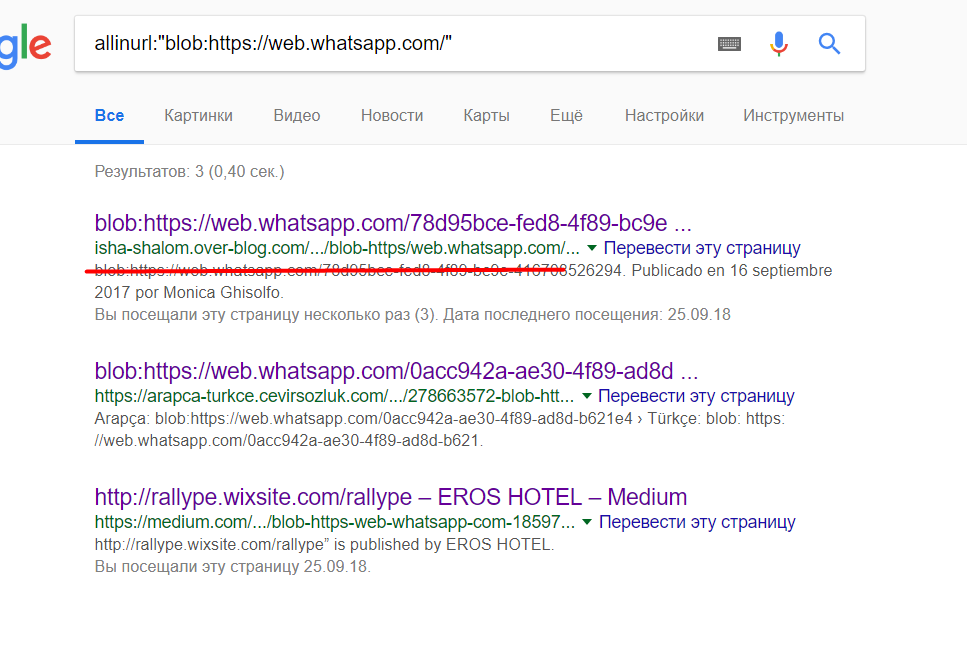 gle
allinurl:"blob:https://web.whatsapp.com/"
Все Картинки Видео Новости Карты Ещё Настройки Инструменты
Результатов: 3 (0,40 сек.)
blob:https://web.whatsapp.com/78d95bce-fed8-4f89-bc9e ...
isha-shalom.over-blog.com/.../blob-https/web.whatsapp.com/... Перевести эту страницу
blob:https://web.whatsapp.com/78d95bce-fed8-4f89-bc9e-416708526294. Publicado en 16 septiembre
2017 por Monica Ghisolfo.
Вы посещали эту страницу несколько раз (3). Дата последнего посещения: 25.09.18
blob:https://web.whatsapp.com/0acc942a-ae30-4f89-ad8d ...
https://arapca-turkce.cevirsozluk.com/.../278663572-blob-htt... Перевести эту страницу
Arapça: blob:https://web.whatsapp.com/0acc942a-ae30-4f89-ad8d-b621e4 › Türkçe: blob: https:
//web.whatsapp.com/0acc942a-ae30-4f89-ad8d-b621.
http://rallype.wixsite.com/rallype – EROS HOTEL – Medium
https://medium.com/.../blob-https-web-whatsapp-com-18597... Перевести эту страницу
http://rallype.wixsite.com/rallype” is published by EROS HOTEL.
Вы посещали эту страницу 25.09.18.